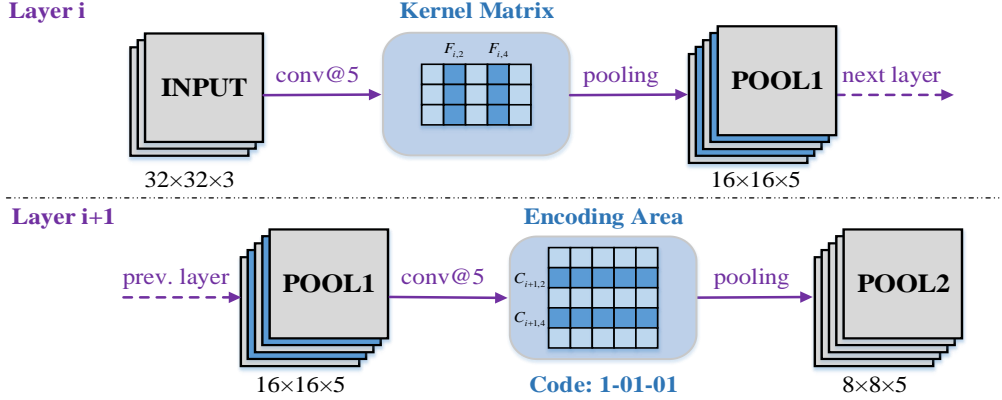 Layer i
Kernel Matrix
INPUT
conv@5
F_{i,2}
F_{i,4}
pooling
POOL1
next layer
32×32×3
16×16×5
Layer i+1
Encoding Area
prev. layer
POOL1
conv@5
C_{i+1,2}
C_{i+1,4}
pooling
POOL2
16×16×5
Code: 1-01-01
8×8×5